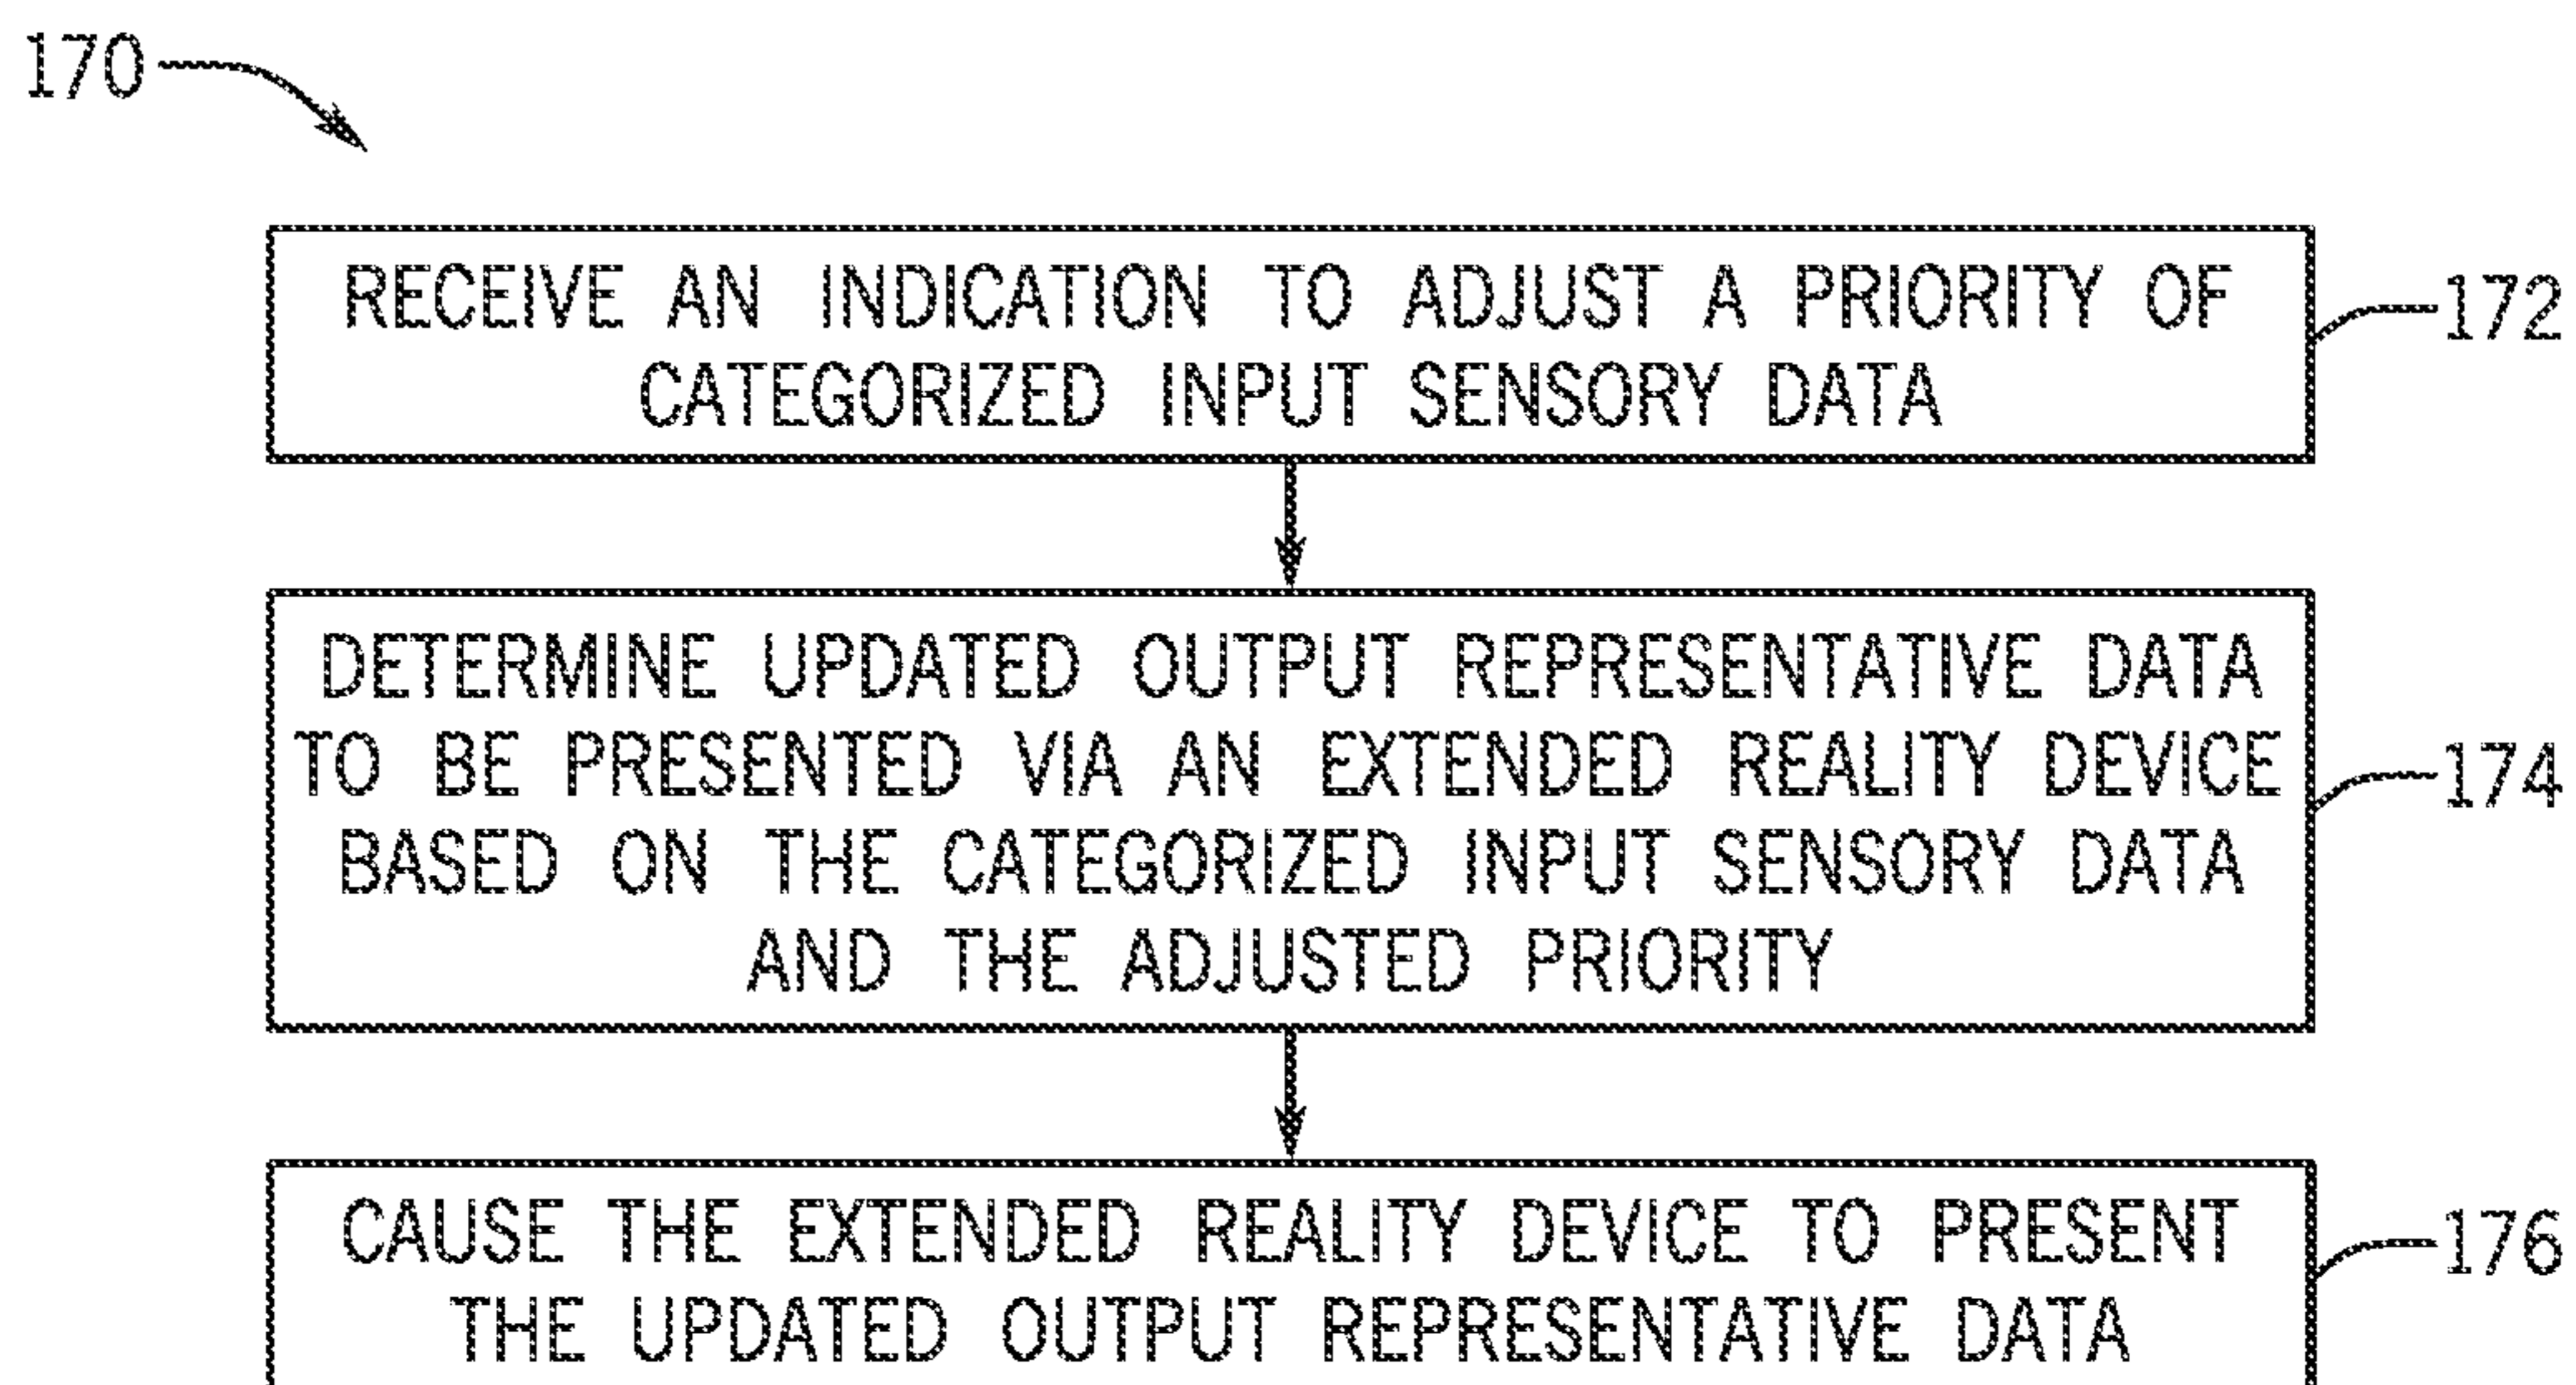 170
RECEIVE AN INDICATION TO ADJUST A PRIORITY OF
CATEGORIZED INPUT SENSORY DATA
172
DETERMINE UPDATED OUTPUT REPRESENTATIVE DATA
TO BE PRESENTED VIA AN EXTENDED REALITY DEVICE
BASED ON THE CATEGORIZED INPUT SENSORY DATA
AND THE ADJUSTED PRIORITY
174
CAUSE THE EXTENDED REALITY DEVICE TO PRESENT
THE UPDATED OUTPUT REPRESENTATIVE DATA
176